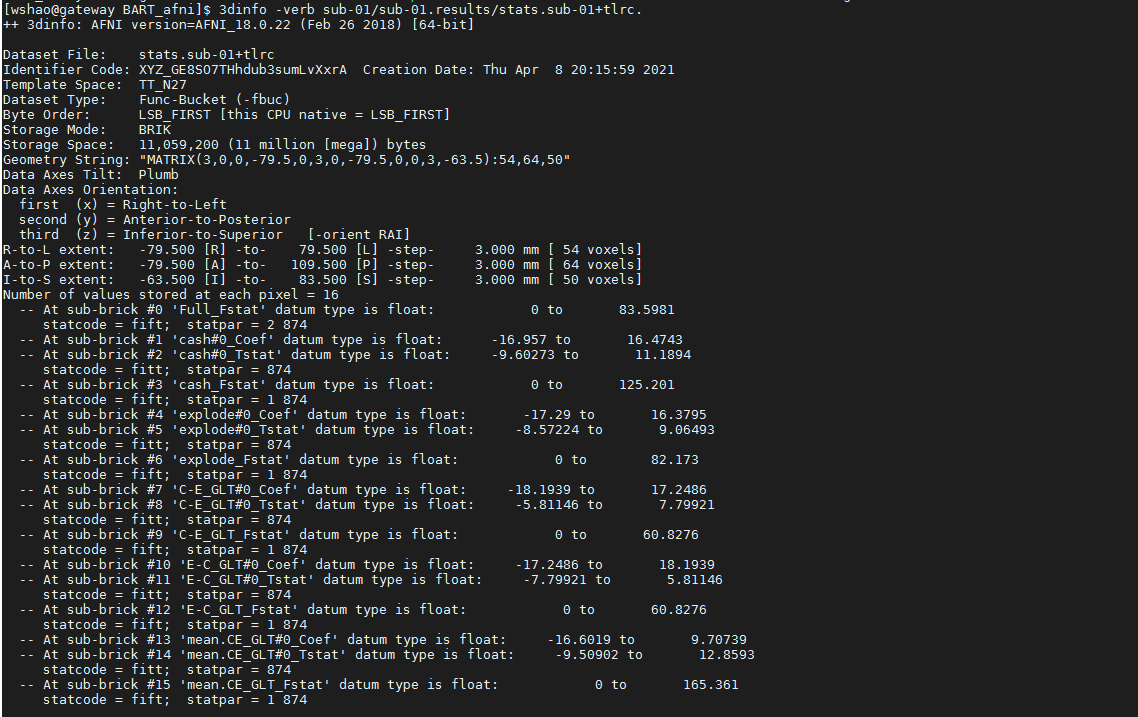 [wshao@gateway BART_afni]$ 3dinfo -verb sub-01/sub-01.results/stats.sub-01+tlrc.
++ 3dinfo: AFNI version=AFNI_18.0.22 (Feb 26 2018) [64-bit]
Dataset File:    stats.sub-01+tlrc
Identifier Code: XYZ_GE8SO7THhdub3sumLvXxrA  Creation Date: Thu Apr  8 20:15:59 2021
Template Space:  TT_N27
Dataset Type:    Func-Bucket (-fbuc)
Byte Order:      LSB_FIRST [this CPU native = LSB_FIRST]
Storage Mode:    BRIK
Storage Space:   11,059,200 (11 million [mega]) bytes
Geometry String: "MATRIX(3,0,0,-79.5,0,3,0,-79.5,0,0,3,-63.5):54,64,50"
Data Axes Tilt:  Plumb
Data Axes Orientation:
  first  (x) = Right-to-Left
  second (y) = Anterior-to-Posterior
  third  (z) = Inferior-to-Superior   [-orient RAI]
R-to-L extent:   -79.500 [R] -to-    79.500 [L] -step-     3.000 mm [ 54 voxels]
A-to-P extent:   -79.500 [A] -to-   109.500 [P] -step-     3.000 mm [ 64 voxels]
I-to-S extent:   -63.500 [I] -to-    83.500 [S] -step-     3.000 mm [ 50 voxels]
Number of values stored at each pixel = 16
  -- At sub-brick #0 'Full_Fstat' datum type is float:            0 to       83.5981
     statcode = fift;  statpar = 2 874
  -- At sub-brick #1 'cash#0_Coef' datum type is float:      -16.957 to       16.4743
  -- At sub-brick #2 'cash#0_Tstat' datum type is float:     -9.60273 to       11.1894
     statcode = fitt;  statpar = 874
  -- At sub-brick #3 'cash_Fstat' datum type is float:            0 to       125.201
     statcode = fift;  statpar = 1 874
  -- At sub-brick #4 'explode#0_Coef' datum type is float:       -17.29 to       16.3795
  -- At sub-brick #5 'explode#0_Tstat' datum type is float:     -8.57224 to       9.06493
     statcode = fitt;  statpar = 874
  -- At sub-brick #6 'explode_Fstat' datum type is float:            0 to        82.173
     statcode = fift;  statpar = 1 874
  -- At sub-brick #7 'C-E_GLT#0_Coef' datum type is float:     -18.1939 to       17.2486
  -- At sub-brick #8 'C-E_GLT#0_Tstat' datum type is float:     -5.81146 to       7.79921
     statcode = fitt;  statpar = 874
  -- At sub-brick #9 'C-E_GLT_Fstat' datum type is float:            0 to       60.8276
     statcode = fift;  statpar = 1 874
  -- At sub-brick #10 'E-C_GLT#0_Coef' datum type is float:     -17.2486 to       18.1939
  -- At sub-brick #11 'E-C_GLT#0_Tstat' datum type is float:     -7.79921 to       5.81146
     statcode = fitt;  statpar = 874
  -- At sub-brick #12 'E-C_GLT_Fstat' datum type is float:            0 to       60.8276
     statcode = fift;  statpar = 1 874
  -- At sub-brick #13 'mean.CE_GLT#0_Coef' datum type is float:     -16.6019 to       9.70739
  -- At sub-brick #14 'mean.CE_GLT#0_Tstat' datum type is float:     -9.50902 to       12.8593
     statcode = fitt;  statpar = 874
  -- At sub-brick #15 'mean.CE_GLT_Fstat' datum type is float:            0 to       165.361
     statcode = fift;  statpar = 1 874